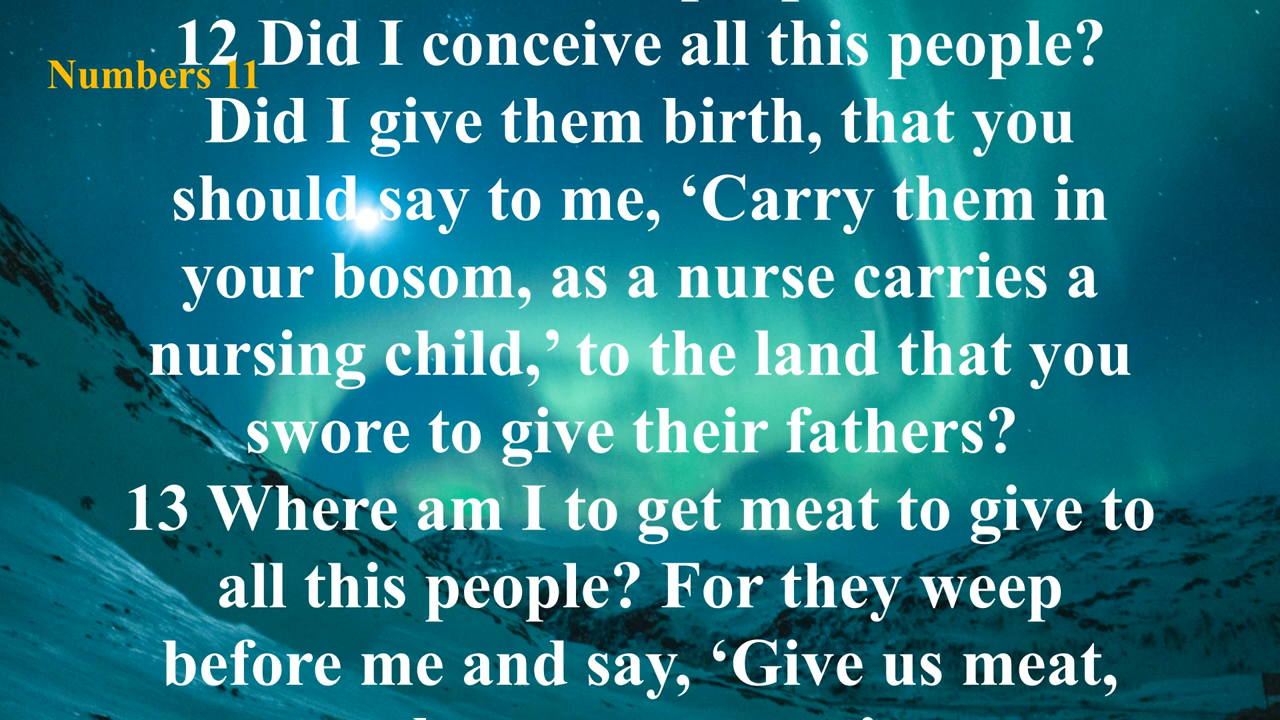 12 Did I conceive all this people?
Numbers 11
Did I give them birth, that you
should say to me, ‘Carry them in
your bosom, as a nurse carries a
nursing child,’ to the land that you
swore to give their fathers?
13 Where am I to get meat to give to
all this people? For they weep
before me and say, ‘Give us meat,